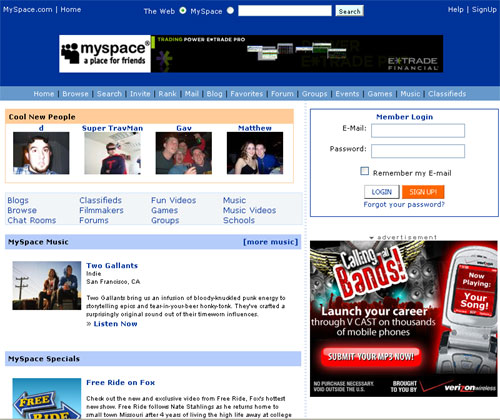 MySpace.com | Home
The Web MySpace Search
Help | SignUp
myspace®
a place for friends
TRADING POWER E*TRADE PRO
E*TRADE
FINANCIAL
Home | Browse | Search | Invite | Rank | Mail | Blog | Favorites | Forum | Groups | Events | Games | Music | Classifieds
Cool New People
d Super TravMan Gav Matthew
Member Login
E-Mail:
Password:
Remember my E-mail
LOGIN SIGN UP!
Forgot your password?
Blogs Classifieds Fun Videos Music
Browse Filmmakers Games Music Videos
Chat Rooms Forums Groups Schools
MySpace Music [more music]
Two Gallants
Indie
San Francisco, CA
Two Gallants bring us an infusion of bloody-knuckled punk energy to
storytelling epics and tear-in-your-beer honky-tonk. They've crafted a
surprisingly original sound out of their timeworn influences.
» Listen Now
MySpace Specials
FREE
RIDE
Free Ride on Fox
Check out the new and exclusive video from Free Ride, Fox's hottest
new show. Free Ride follows Nate Stahlings as he returns home to
small town Missouri after 4 years of living the high life away at college
advertisement
Calling
All
Bands!
Launch your career
through V CAST on thousands
of mobile phones
SUBMIT YOUR MP3 NOW!
Now
Playing:
Your
Song!
NO PURCHASE NECESSARY.
VOID OUTSIDE US.
BROUGHT
TO YOU BY
verizon wireless